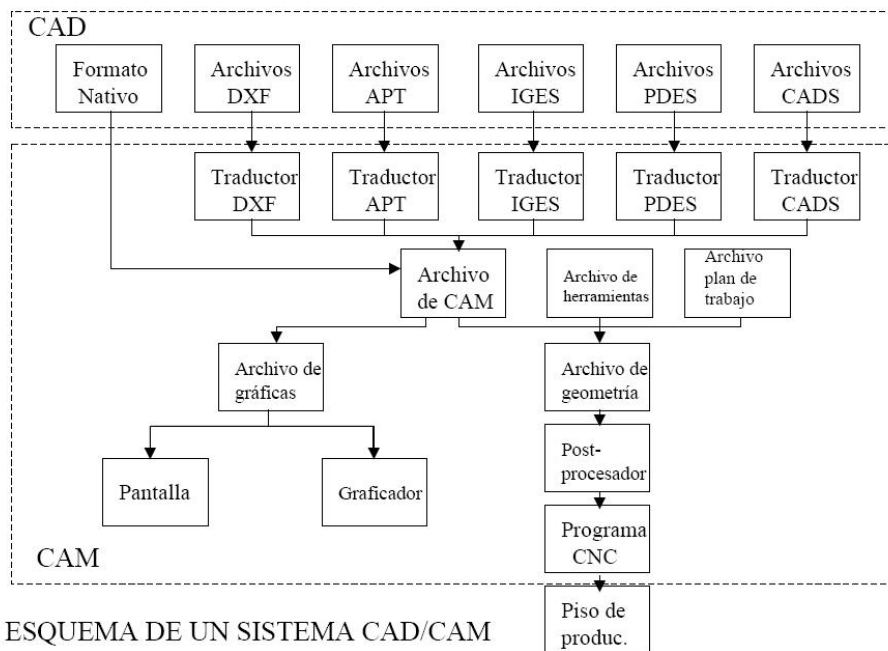 CAD
Formato
Nativo
Archivos
DXF
Archivos
APT
Archivos
IGES
Archivos
PDES
Archivos
CADS
Traductor
DXF
Traductor
APT
Traductor
IGES
Traductor
PDES
Traductor
CADS
Archivo
de CAM
Archivo de
herramientas
Archivo
plan de
trabajo
Archivo de
gráficas
Archivo de
geometría
Pantalla
Graficador
Post-
procesador
Programa
CNC
CAM
Piso de
produc.
ESQUEMA DE UN SISTEMA CAD/CAM